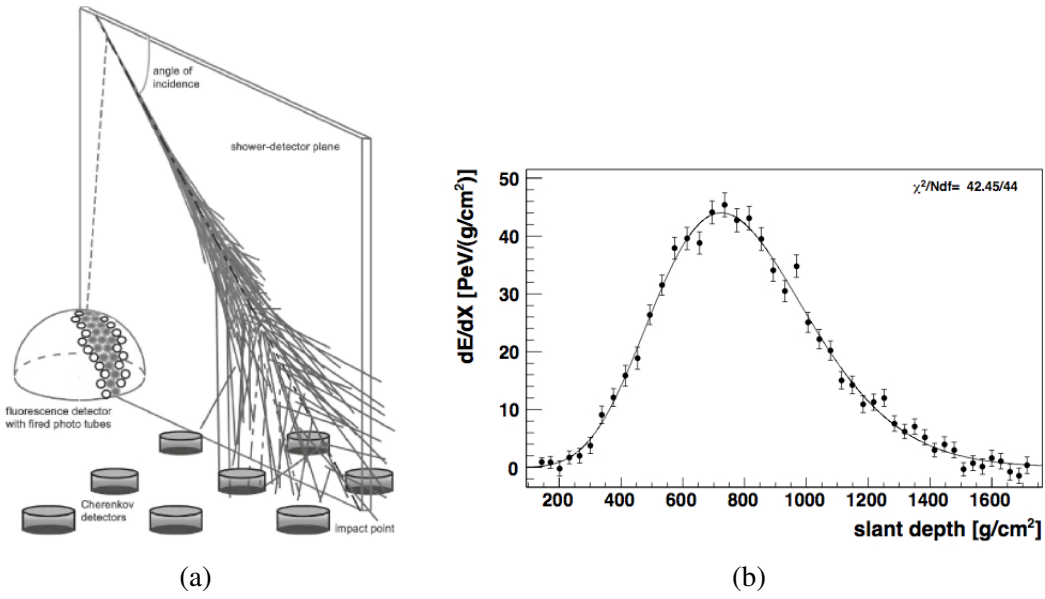 angle of
incidence
shower-detector plane
fluorescence detector
with fired photo tubes
Cherenkov
detectors
impact point
(a)
χ²/Ndf= 42.45/44
dE/dX [PeV/(g/cm²)]
50
40
30
20
10
0
200 400 600 800 1000 1200 1400 1600
slant depth [g/cm²]
(b)